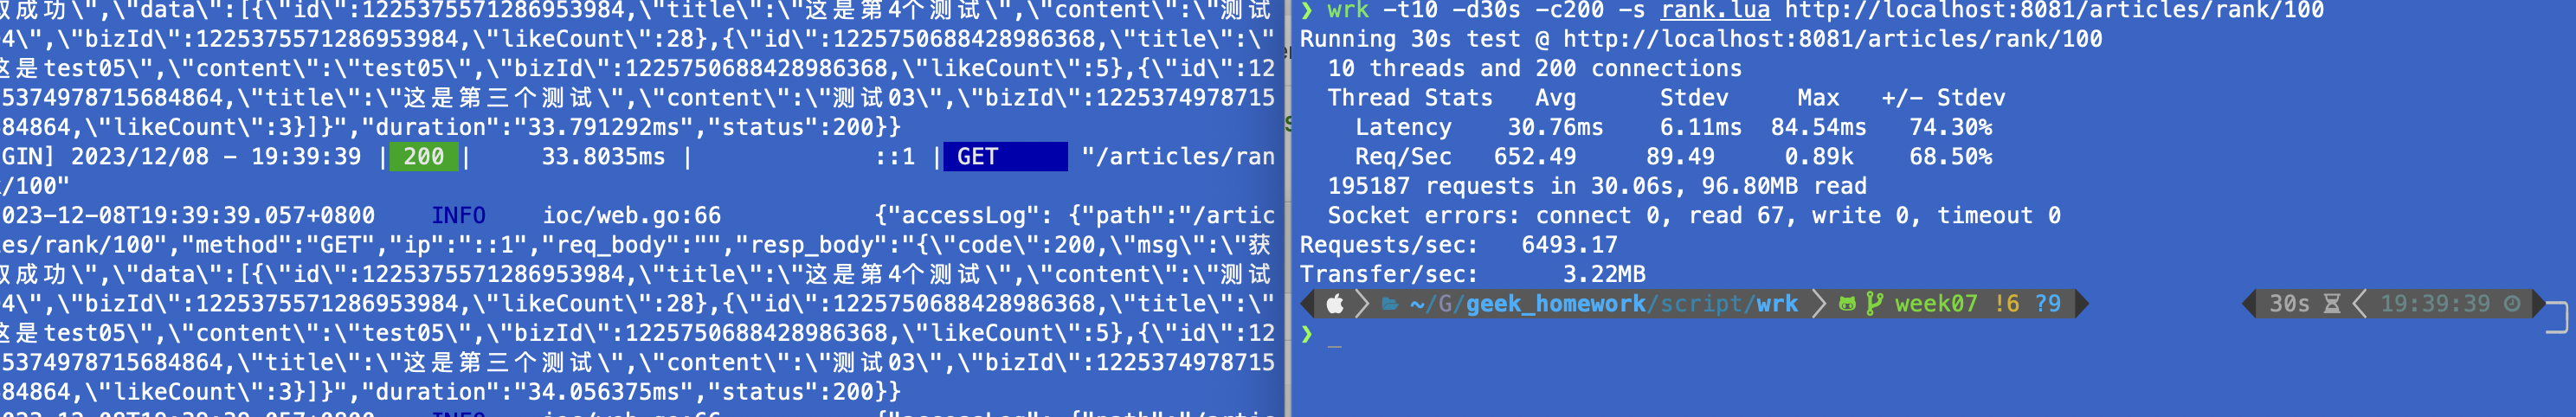 取成功\",\"data\":[{\"id\":1225375571286953984,\"title\":\"这是第4个测试\",\"content\":\"测试
4\",\"bizId\":1225375571286953984,\"likeCount\":28},{\"id\":1225750688428986368,\"title\":\"
这是test05\",\"content\":\"test05\",\"bizId\":1225750688428986368,\"likeCount\":5},{\"id\":12
5374978715684864,\"title\":\"这是第三个测试\",\"content\":\"测试03\",\"bizId\":1225374978715
84864,\"likeCount\":3}]}","duration":"33.791292ms","status":200}}
GIN] 2023/12/08 - 19:39:39 | 200 | 33.8035ms | ::1 | GET "/articles/ran
/100"
023-12-08T19:39:39.057+0800 INFO ioc/web.go:66 {"accessLog": {"path":"/artic
es/rank/100","method":"GET","ip":"::1","req_body":"","resp_body":"{\"code\":200,\"msg\":\"获
取成功\",\"data\":[{\"id\":1225375571286953984,\"title\":\"这是第4个测试\",\"content\":\"测试
4\",\"bizId\":1225375571286953984,\"likeCount\":28},{\"id\":1225750688428986368,\"title\":\"
这是test05\",\"content\":\"test05\",\"bizId\":1225750688428986368,\"likeCount\":5},{\"id\":12
5374978715684864,\"title\":\"这是第三个测试\",\"content\":\"测试03\",\"bizId\":1225374978715
84864,\"likeCount\":3}]}","duration":"34.056375ms","status":200}}
❯ wrk -t10 -d30s -c200 -s rank.lua http://localhost:8081/articles/rank/100
Running 30s test @ http://localhost:8081/articles/rank/100
10 threads and 200 connections
Thread Stats Avg Stdev Max +/- Stdev
Latency 30.76ms 6.11ms 84.54ms 74.30%
Req/Sec 652.49 89.49 0.89k 68.50%
195187 requests in 30.06s, 96.80MB read
Socket errors: connect 0, read 67, write 0, timeout 0
Requests/sec: 6493.17
Transfer/sec: 3.22MB
~/G/geek_homework/script/wrk week07 !6 ?9 30s 19:39:39
❯ _